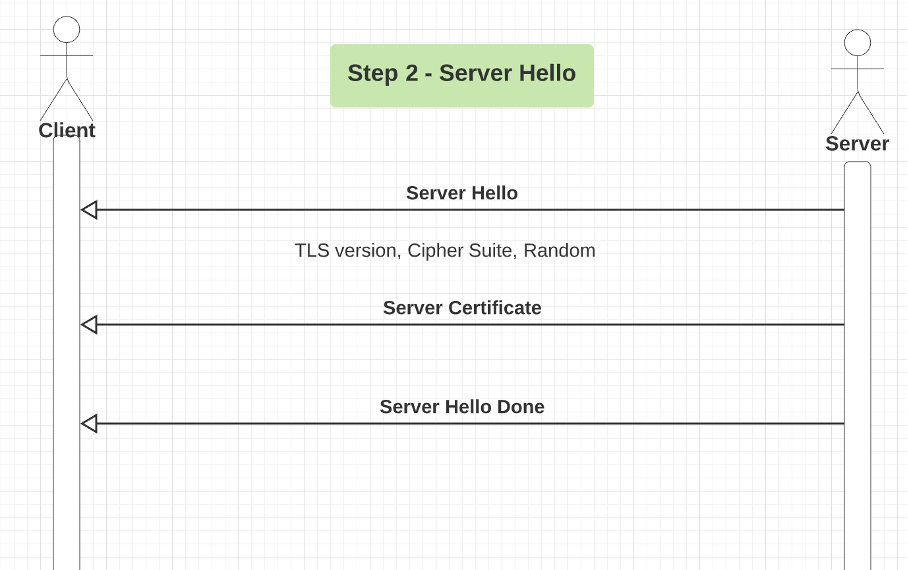 Step 2 - Server Hello
Client
Server
Server Hello
TLS version, Cipher Suite, Random
Server Certificate
Server Hello Done